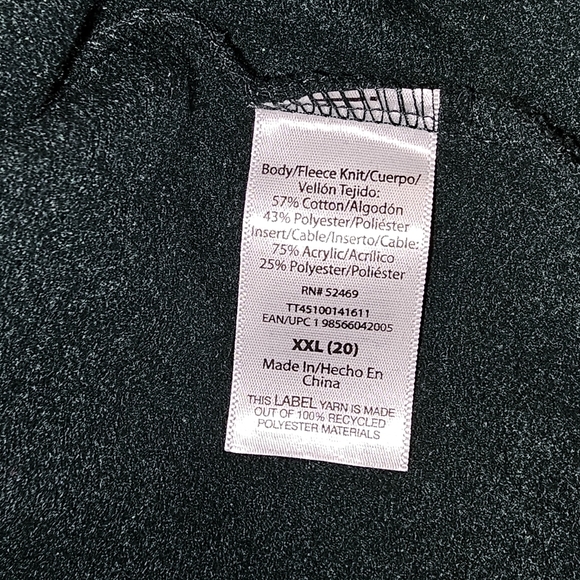 Body/Fleece Knit/Cuerpo/
Vellón Tejido:
57% Cotton/Algodón
43% Polyester/Poliéster
Insert/Cable/Inserto/Cable:
75% Acrylic/Acrílico
25% Polyester/Poliéster
RN# 52469
TT45100141611
EAN/UPC 1 98566042005
XXL (20)
Made In/Hecho En
China
THIS LABEL YARN IS MADE
OUT OF 100% RECYCLED
POLYESTER MATERIALS